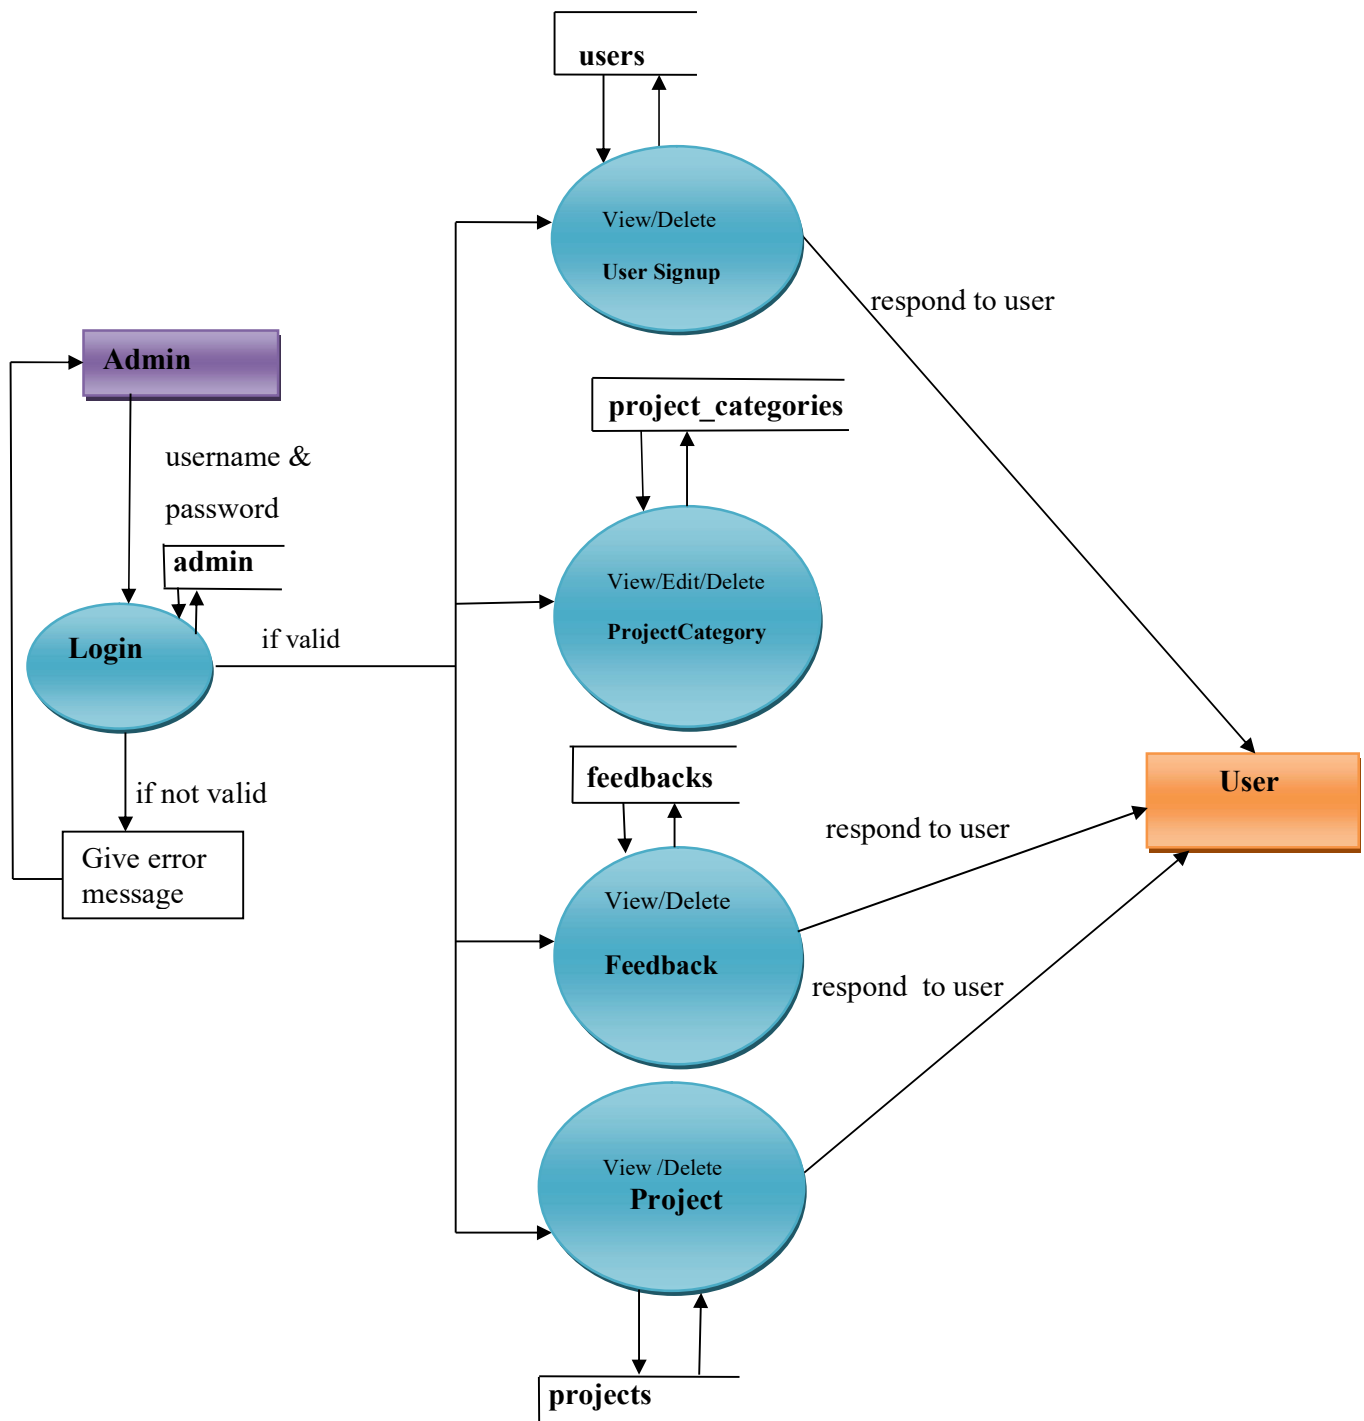 users
View/Delete
User Signup
respond to user
Admin
project_categories
username &
password
admin
View/Edit/Delete
ProjectCategory
Login
if valid
feedbacks
User
if not valid
respond to user
Give error
message
View/Delete
Feedback
respond  to user
View /Delete
Project
projects